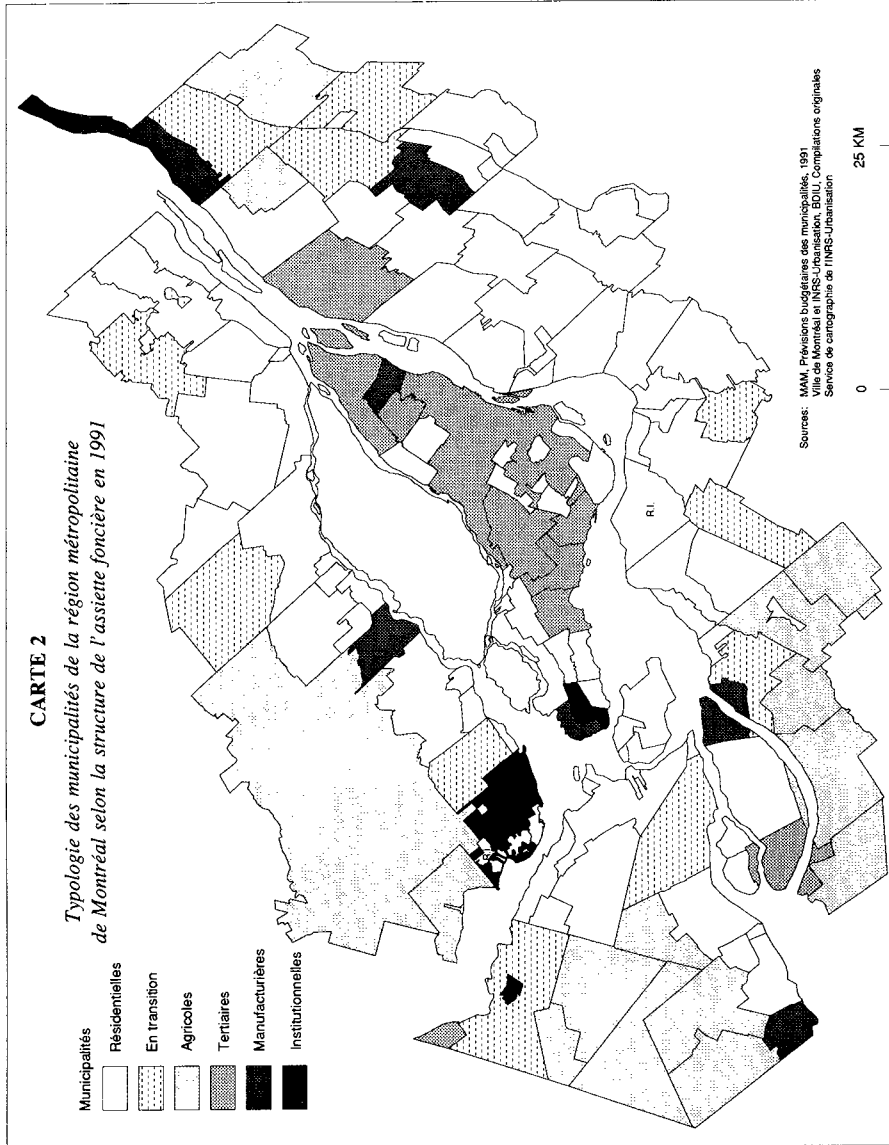 CARTE 2
Typologie des municipalités de la région métropolitaine
de Montréal selon la structure de l'assiette foncière en 1991
Municipalités
Résidentielles
En transition
Agricoles
Tertiaires
Manufacturières
Institutionnelles
R.I.
R.I.
Sources: MAM, Prévisions budgétaires des municipalités, 1991
Ville de Montréal et INRS-Urbanisation, BDIU, Compilations originales
Service de cartographie de l'INRS-Urbanisation
0
25 KM